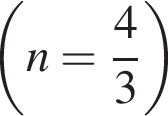 (n = 4/3)